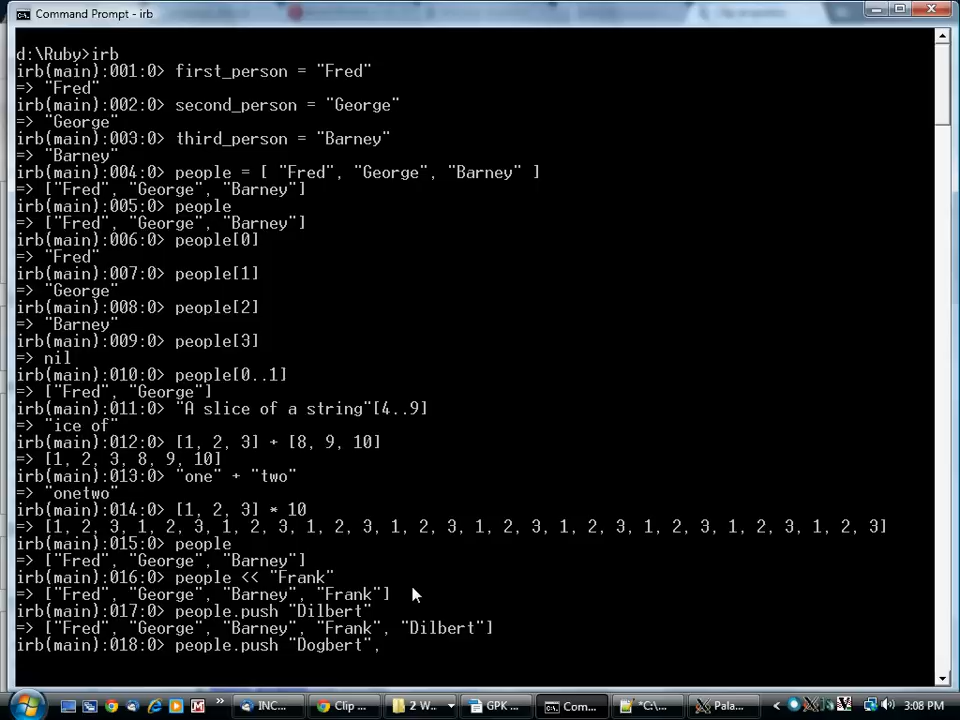 Command Prompt - irb
d:\Ruby>irb
irb(main):001:0> first_person = "Fred"
=> "Fred"
irb(main):002:0> second_person = "George"
=> "George"
irb(main):003:0> third_person = "Barney"
=> "Barney"
irb(main):004:0> people = [ "Fred", "George", "Barney" ]
=> ["Fred", "George", "Barney"]
irb(main):005:0> people
=> ["Fred", "George", "Barney"]
irb(main):006:0> people[0]
=> "Fred"
irb(main):007:0> people[1]
=> "George"
irb(main):008:0> people[2]
=> "Barney"
irb(main):009:0> people[3]
=> nil
irb(main):010:0> people[0..1]
=> ["Fred", "George"]
irb(main):011:0> "A slice of a string"[4..9]
=> "ice of"
irb(main):012:0> [1, 2, 3] + [8, 9, 10]
=> [1, 2, 3, 8, 9, 10]
irb(main):013:0> "one" + "two"
=> "onetwo"
irb(main):014:0> [1, 2, 3] * 10
=> [1, 2, 3, 1, 2, 3, 1, 2, 3, 1, 2, 3, 1, 2, 3, 1, 2, 3, 1, 2, 3, 1, 2, 3, 1, 2, 3, 1, 2, 3]
irb(main):015:0> people
=> ["Fred", "George", "Barney"]
irb(main):016:0> people << "Frank"
=> ["Fred", "George", "Barney", "Frank"]
irb(main):017:0> people.push "Dilbert"
=> ["Fred", "George", "Barney", "Frank", "Dilbert"]
irb(main):018:0> people.push "Dogbert",
» INC... Clip ... 2 W... GPK ... Com... *C:\... Pala... 3:08 PM